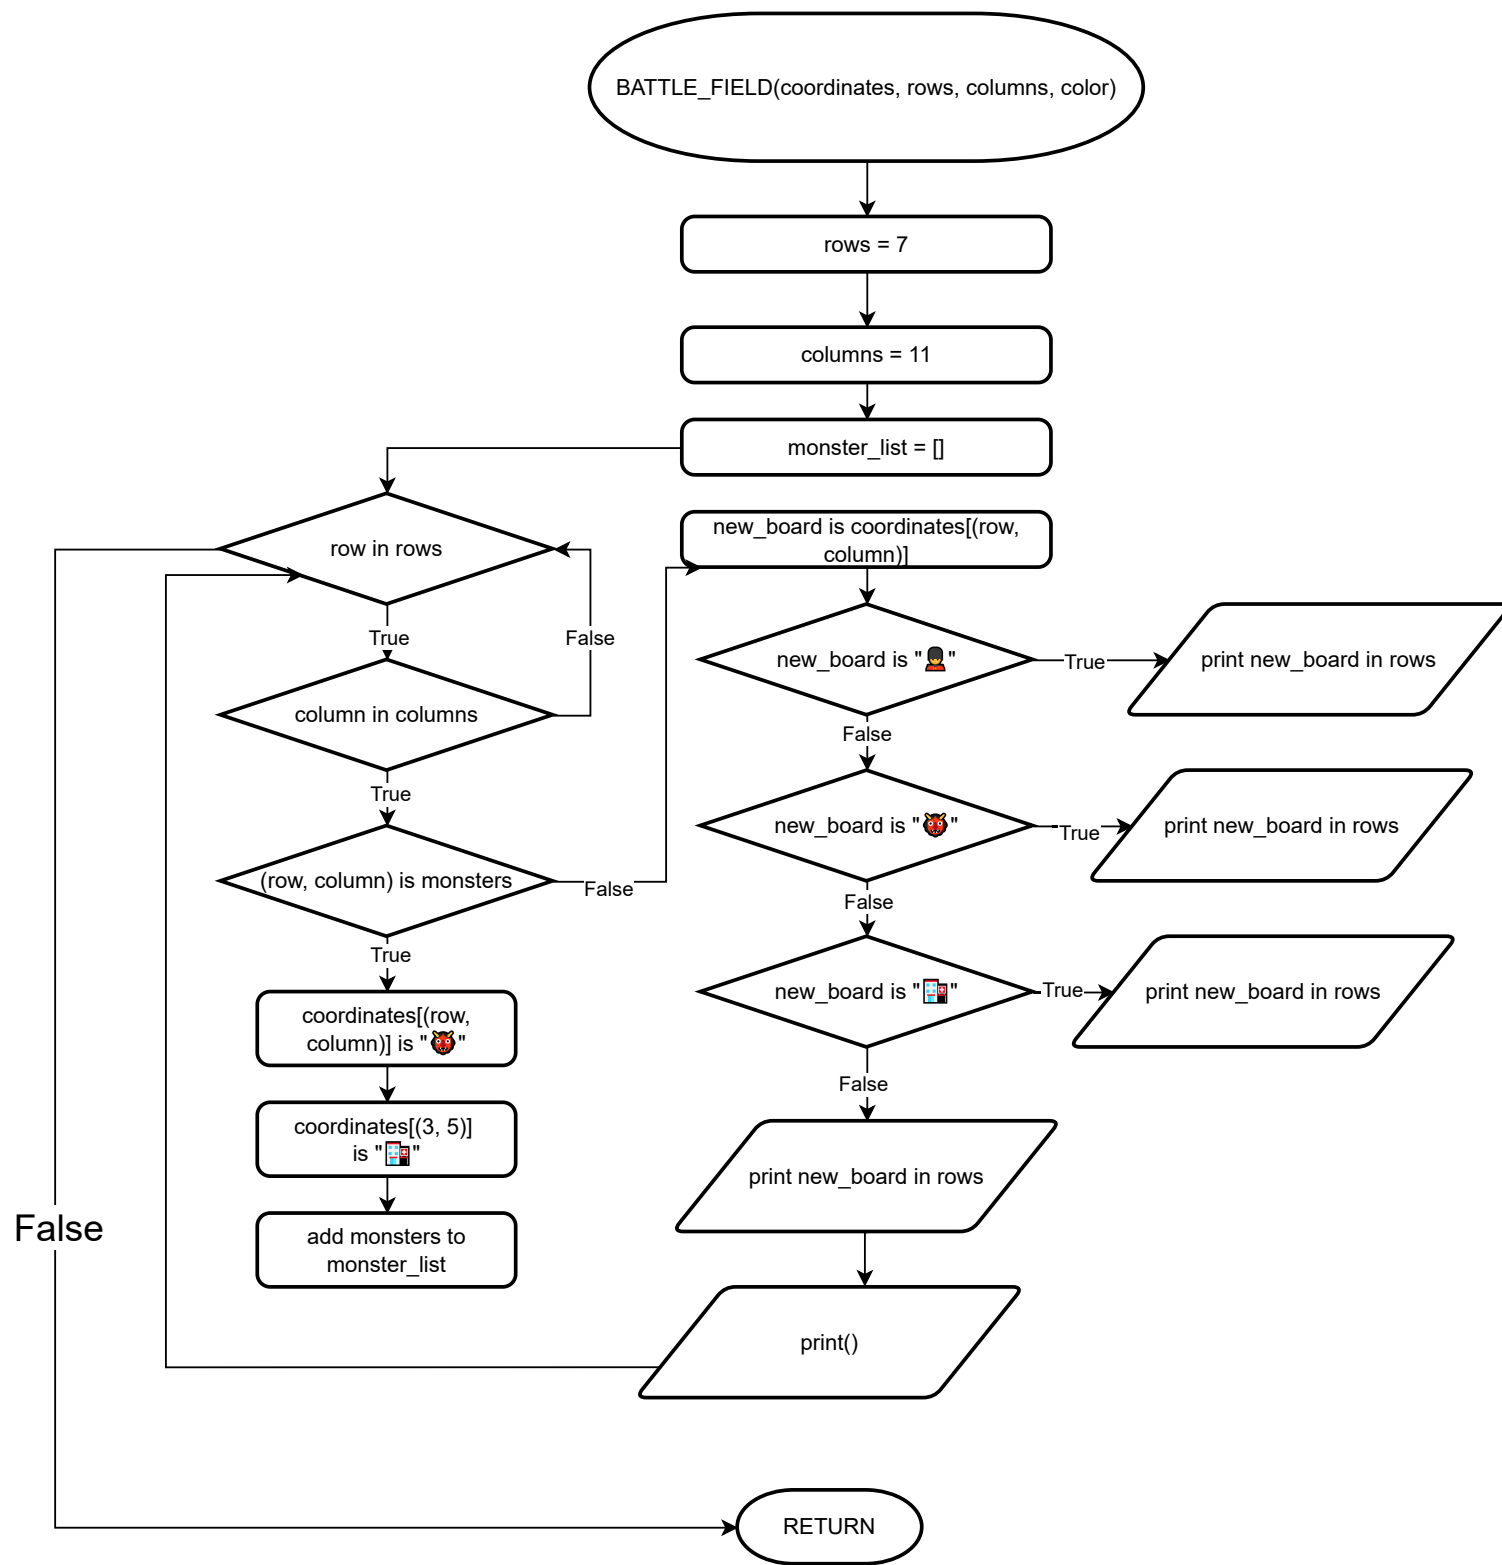 BATTLE_FIELD(coordinates, rows, columns, color)
rows = 7
columns = 11
monster_list = []
row in rows
True
False
column in columns
True
(row, column) is monsters
False
True
coordinates[(row,
column)] is "👹"
coordinates[(3, 5)]
is "🏥"
add monsters to
monster_list
new_board is coordinates[(row,
column)]
new_board is "💂"
True
print new_board in rows
False
new_board is "👹"
True
print new_board in rows
False
new_board is "🏥"
True
print new_board in rows
False
print new_board in rows
print()
False
RETURN